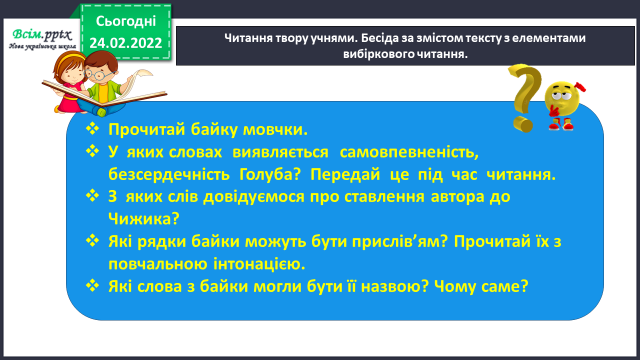 Всім.pptx
Нова українська школа
Сьогодні
24.02.2022
Читання твору учнями. Бесіда за змістом тексту з елементами
вибіркового читання.
❖ Прочитай байку мовчки.
❖ У яких словах виявляється самовпевненість,
безсердечність Голуба? Передай це під час читання.
❖ З яких слів довідуємося про ставлення автора до
Чижика?
❖ Які рядки байки можуть бути прислів’ям? Прочитай їх з
повчальною інтонацією.
❖ Які слова з байки могли бути її назвою? Чому саме?